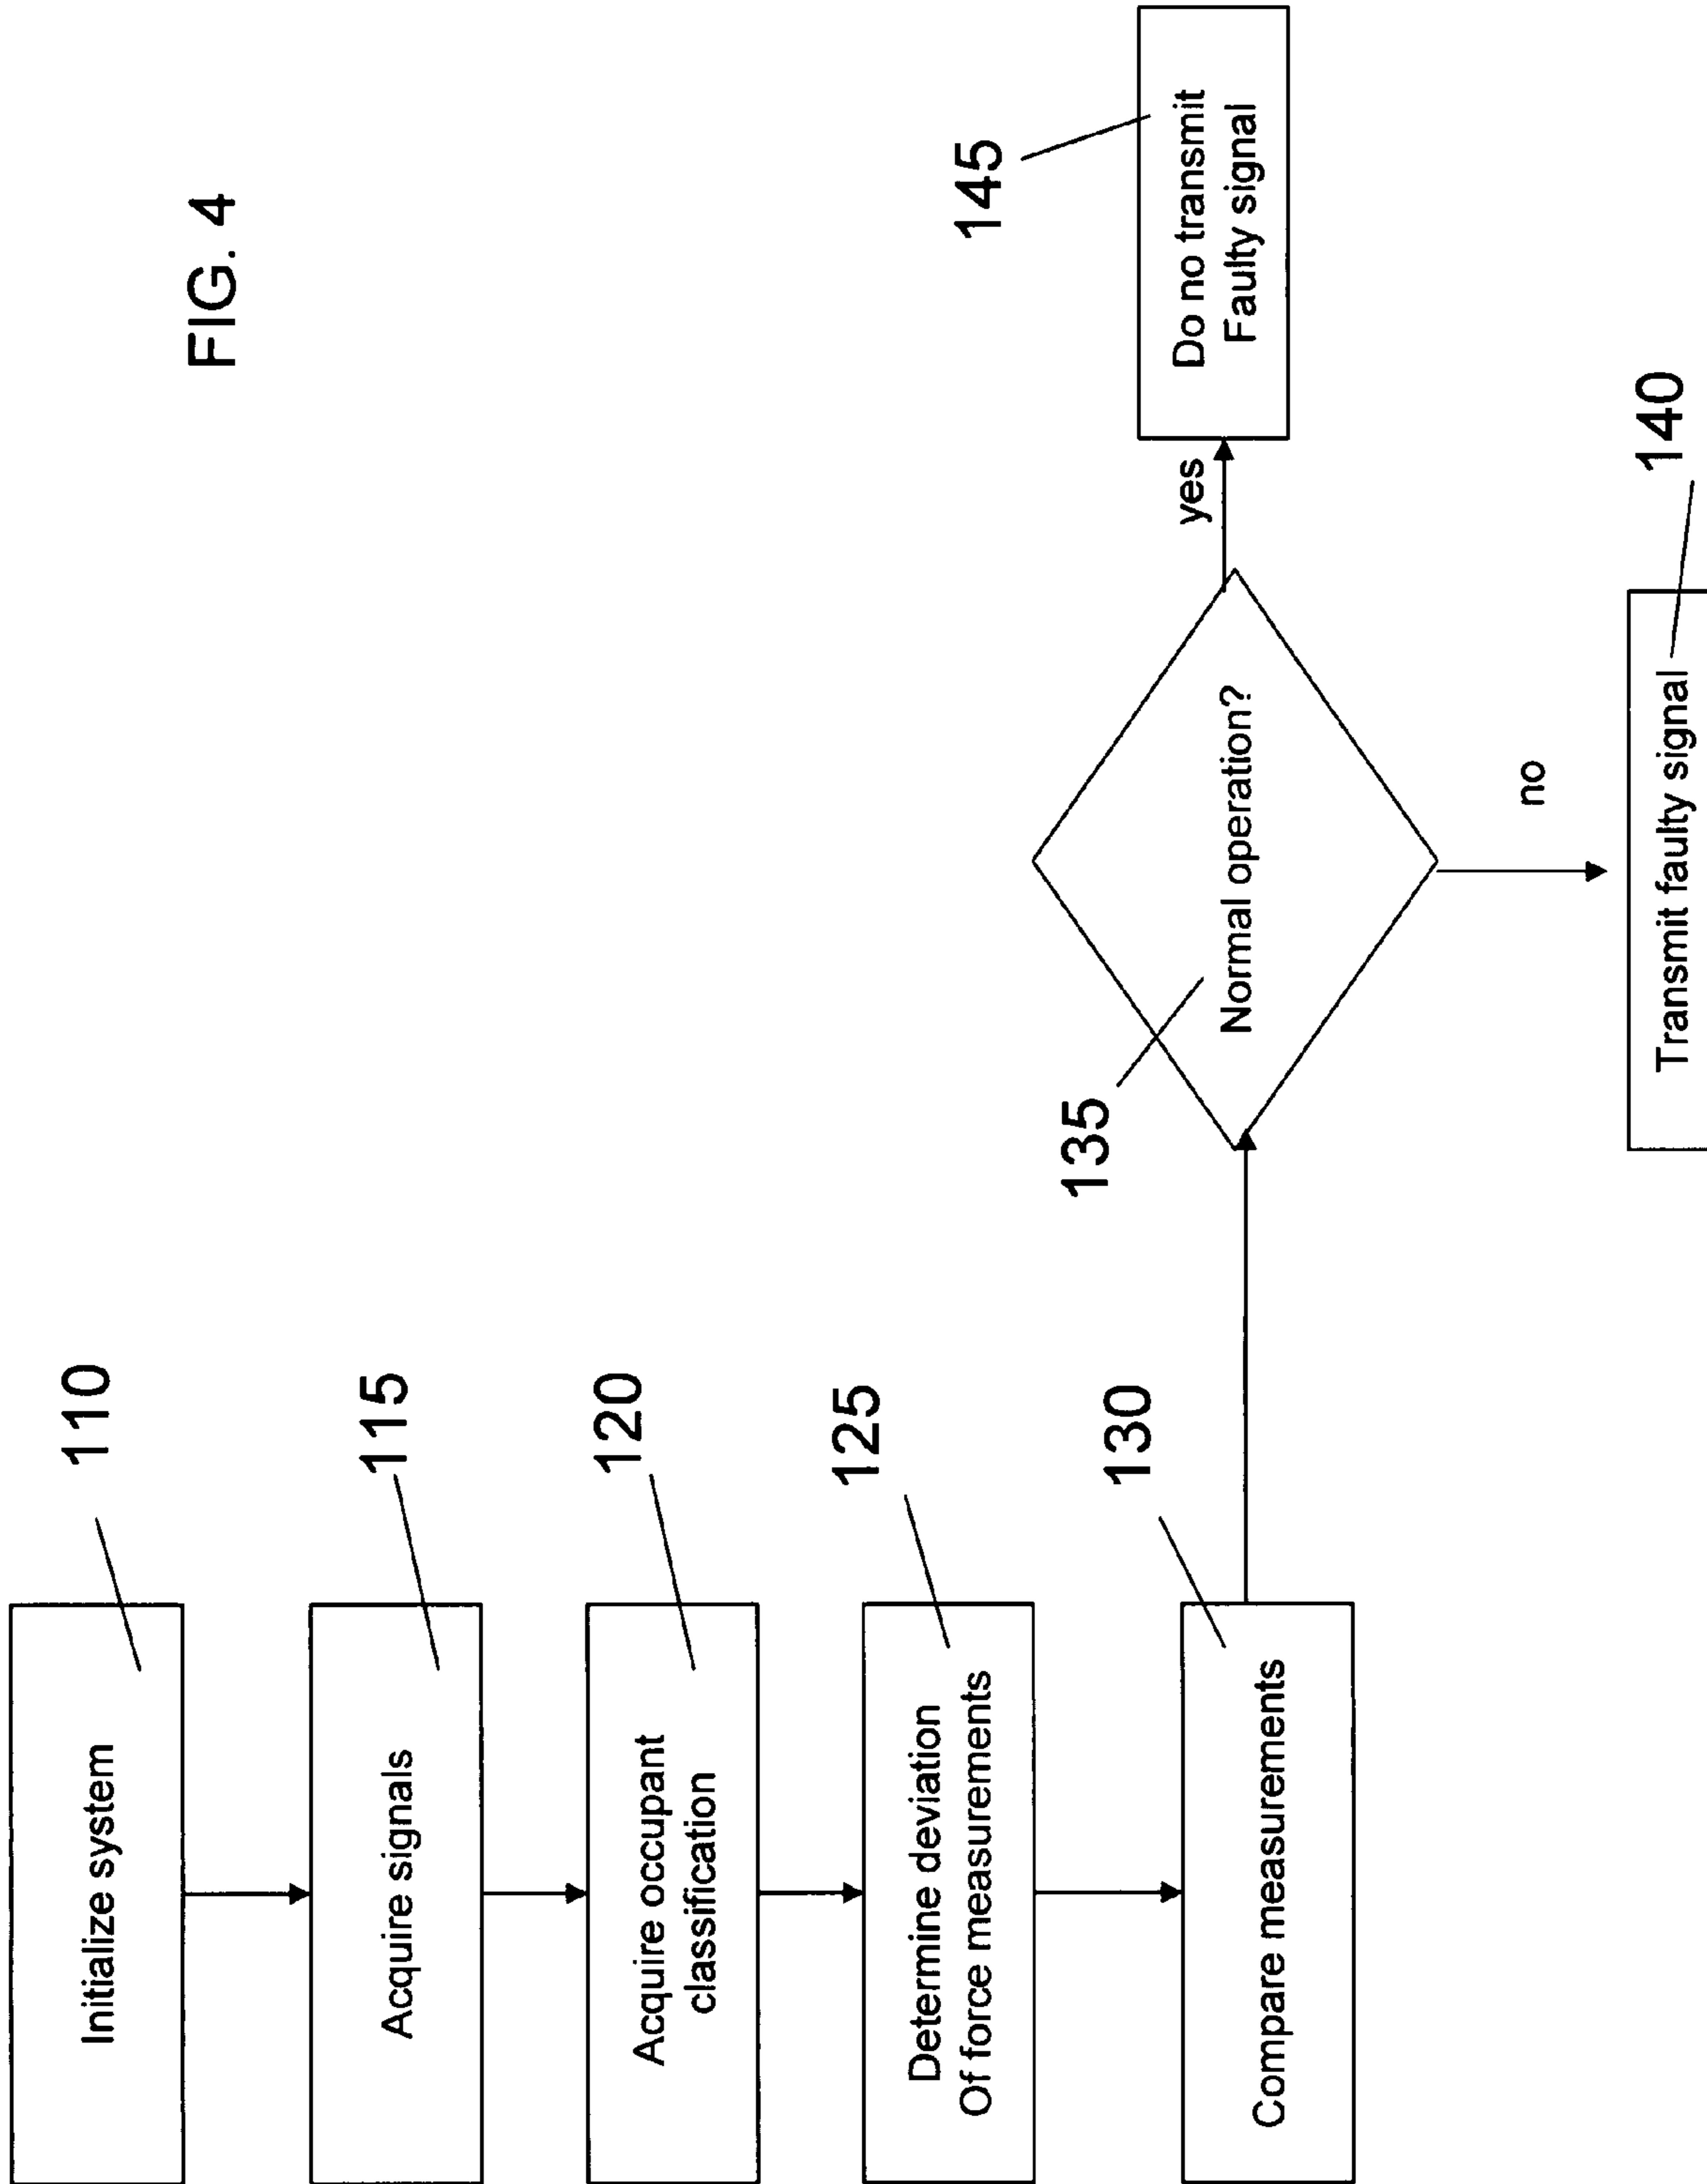 FIG. 4
110
Initialize system
115
Acquire signals
120
Acquire occupant
classification
125
Determine deviation
Of force measurements
130
Compare measurements
135
Normal operation?
yes
145
Do no transmit
Faulty signal
no
140
Transmit faulty signal